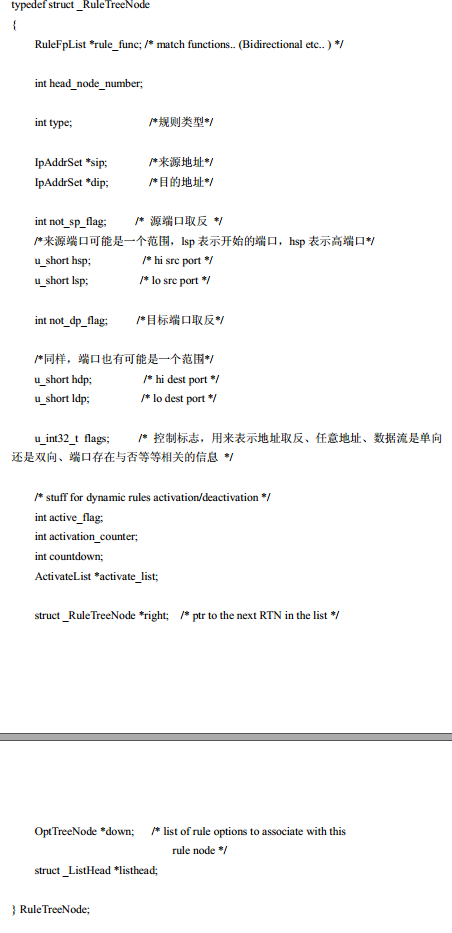 typedef struct _RuleTreeNode
{
RuleFpList *rule_func; /* match functions.. (Bidirectional etc.. ) */
int head_node_number;
int type; /*规则类型*/
IpAddrSet *sip; /*来源地址*/
IpAddrSet *dip; /*目的地址*/
int not_sp_flag; /* 源端口取反 */
/*来源端口可能是一个范围，lsp 表示开始的端口，hsp 表示高端口*/
u_short hsp; /* hi src port */
u_short lsp; /* lo src port */
int not_dp_flag; /*目标端口取反*/
/*同样，端口也有可能是一个范围*/
u_short hdp; /* hi dest port */
u_short ldp; /* lo dest port */
u_int32_t flags; /* 控制标志，用来表示地址取反、任意地址、数据流是单向
还是双向、端口存在与否等等相关的信息 */
/* stuff for dynamic rules activation/deactivation */
int active_flag;
int activation_counter;
int countdown;
ActivateList *activate_list;
struct _RuleTreeNode *right; /* ptr to the next RTN in the list */
OptTreeNode *down; /* list of rule options to associate with this
rule node */
struct _ListHead *listhead;
} RuleTreeNode;